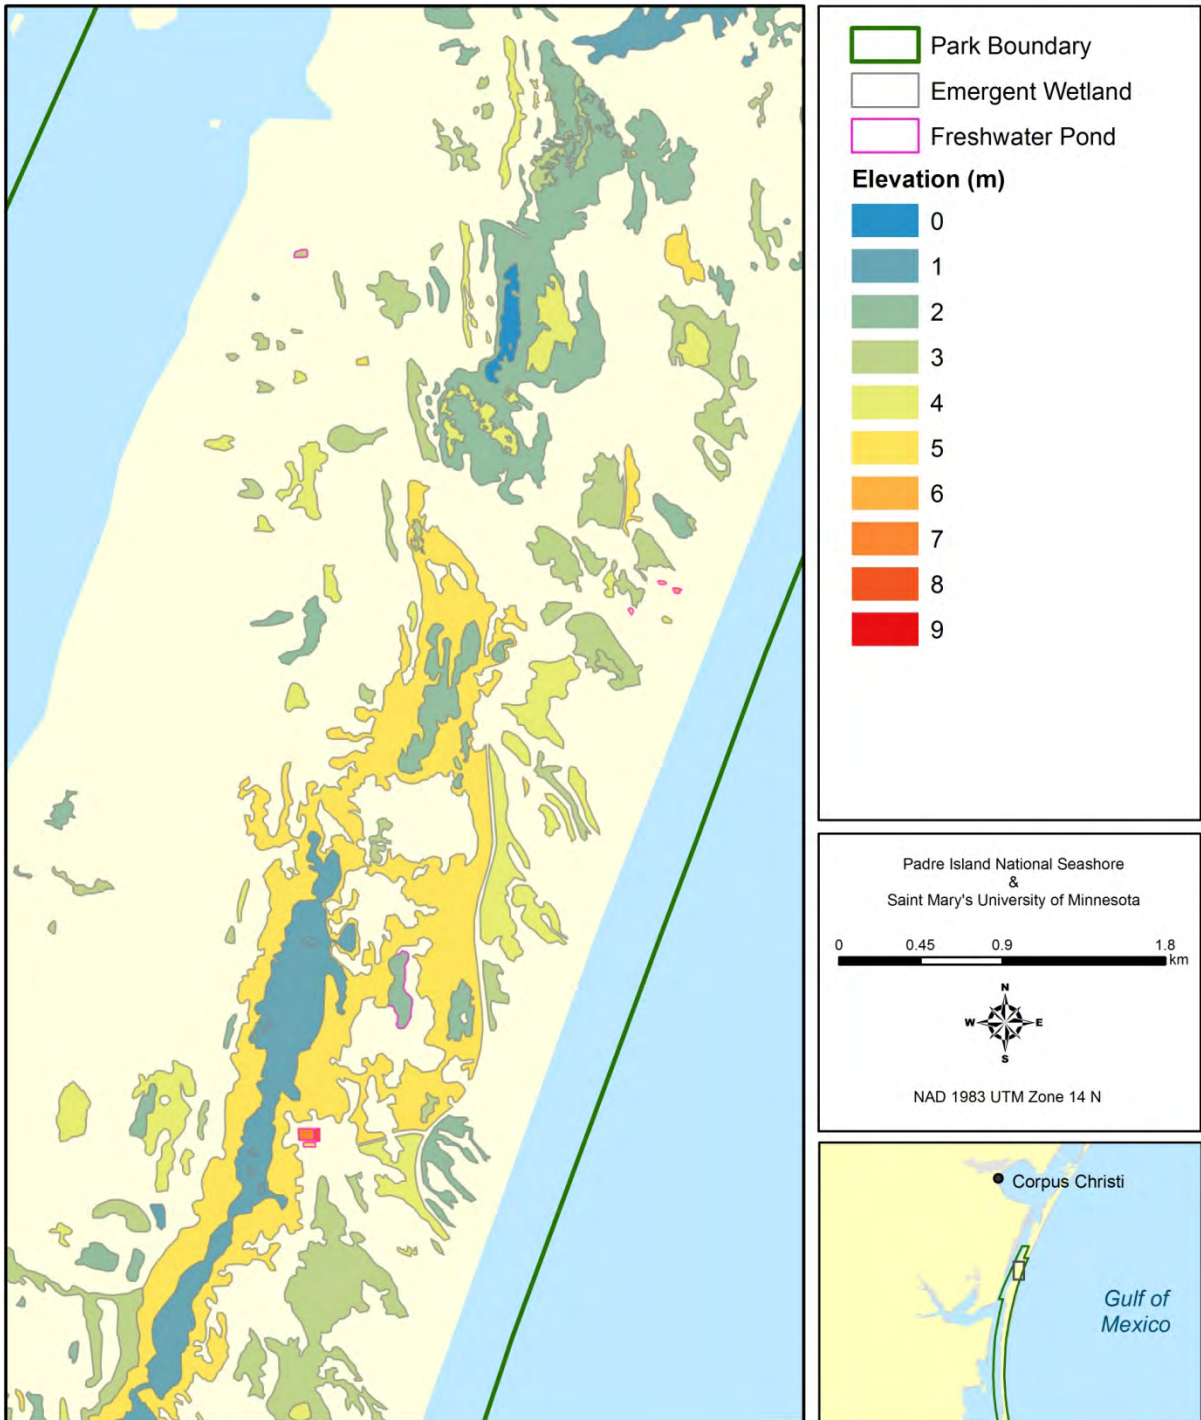 Park Boundary
Emergent Wetland
Freshwater Pond
Elevation (m)
0
1
2
3
4
5
6
7
8
9
Padre Island National Seashore
&
Saint Mary's University of Minnesota
0 0.45 0.9 1.8
km
N
W E
S
NAD 1983 UTM Zone 14 N
Corpus Christi
Gulf of
Mexico